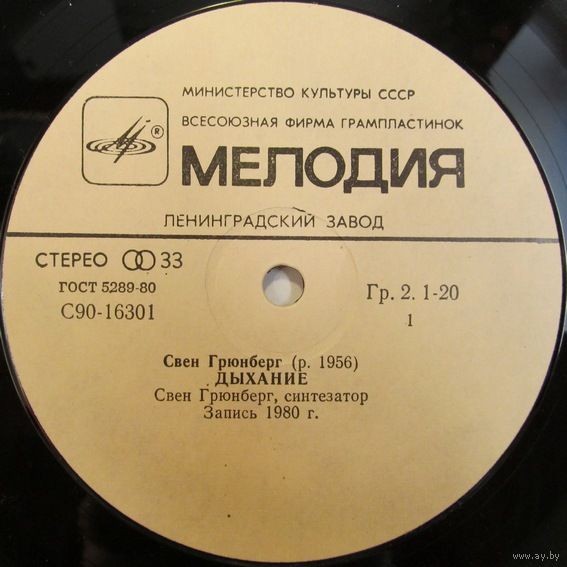 МИНИСТЕРСТВО КУЛЬТУРЫ СССР
ВСЕСОЮЗНАЯ ФИРМА ГРАМПЛАСТИНОК
®
МЕЛОДИЯ
ЛЕНИНГРАДСКИЙ ЗАВОД
СТЕРЕО 33
ГОСТ 5289-80
С90-16301
Гр. 2. 1-20
1
Свен Грюнберг (р. 1956)
ДЫХАНИЕ
Свен Грюнберг, синтезатор
Запись 1980 г.
www.ay.by